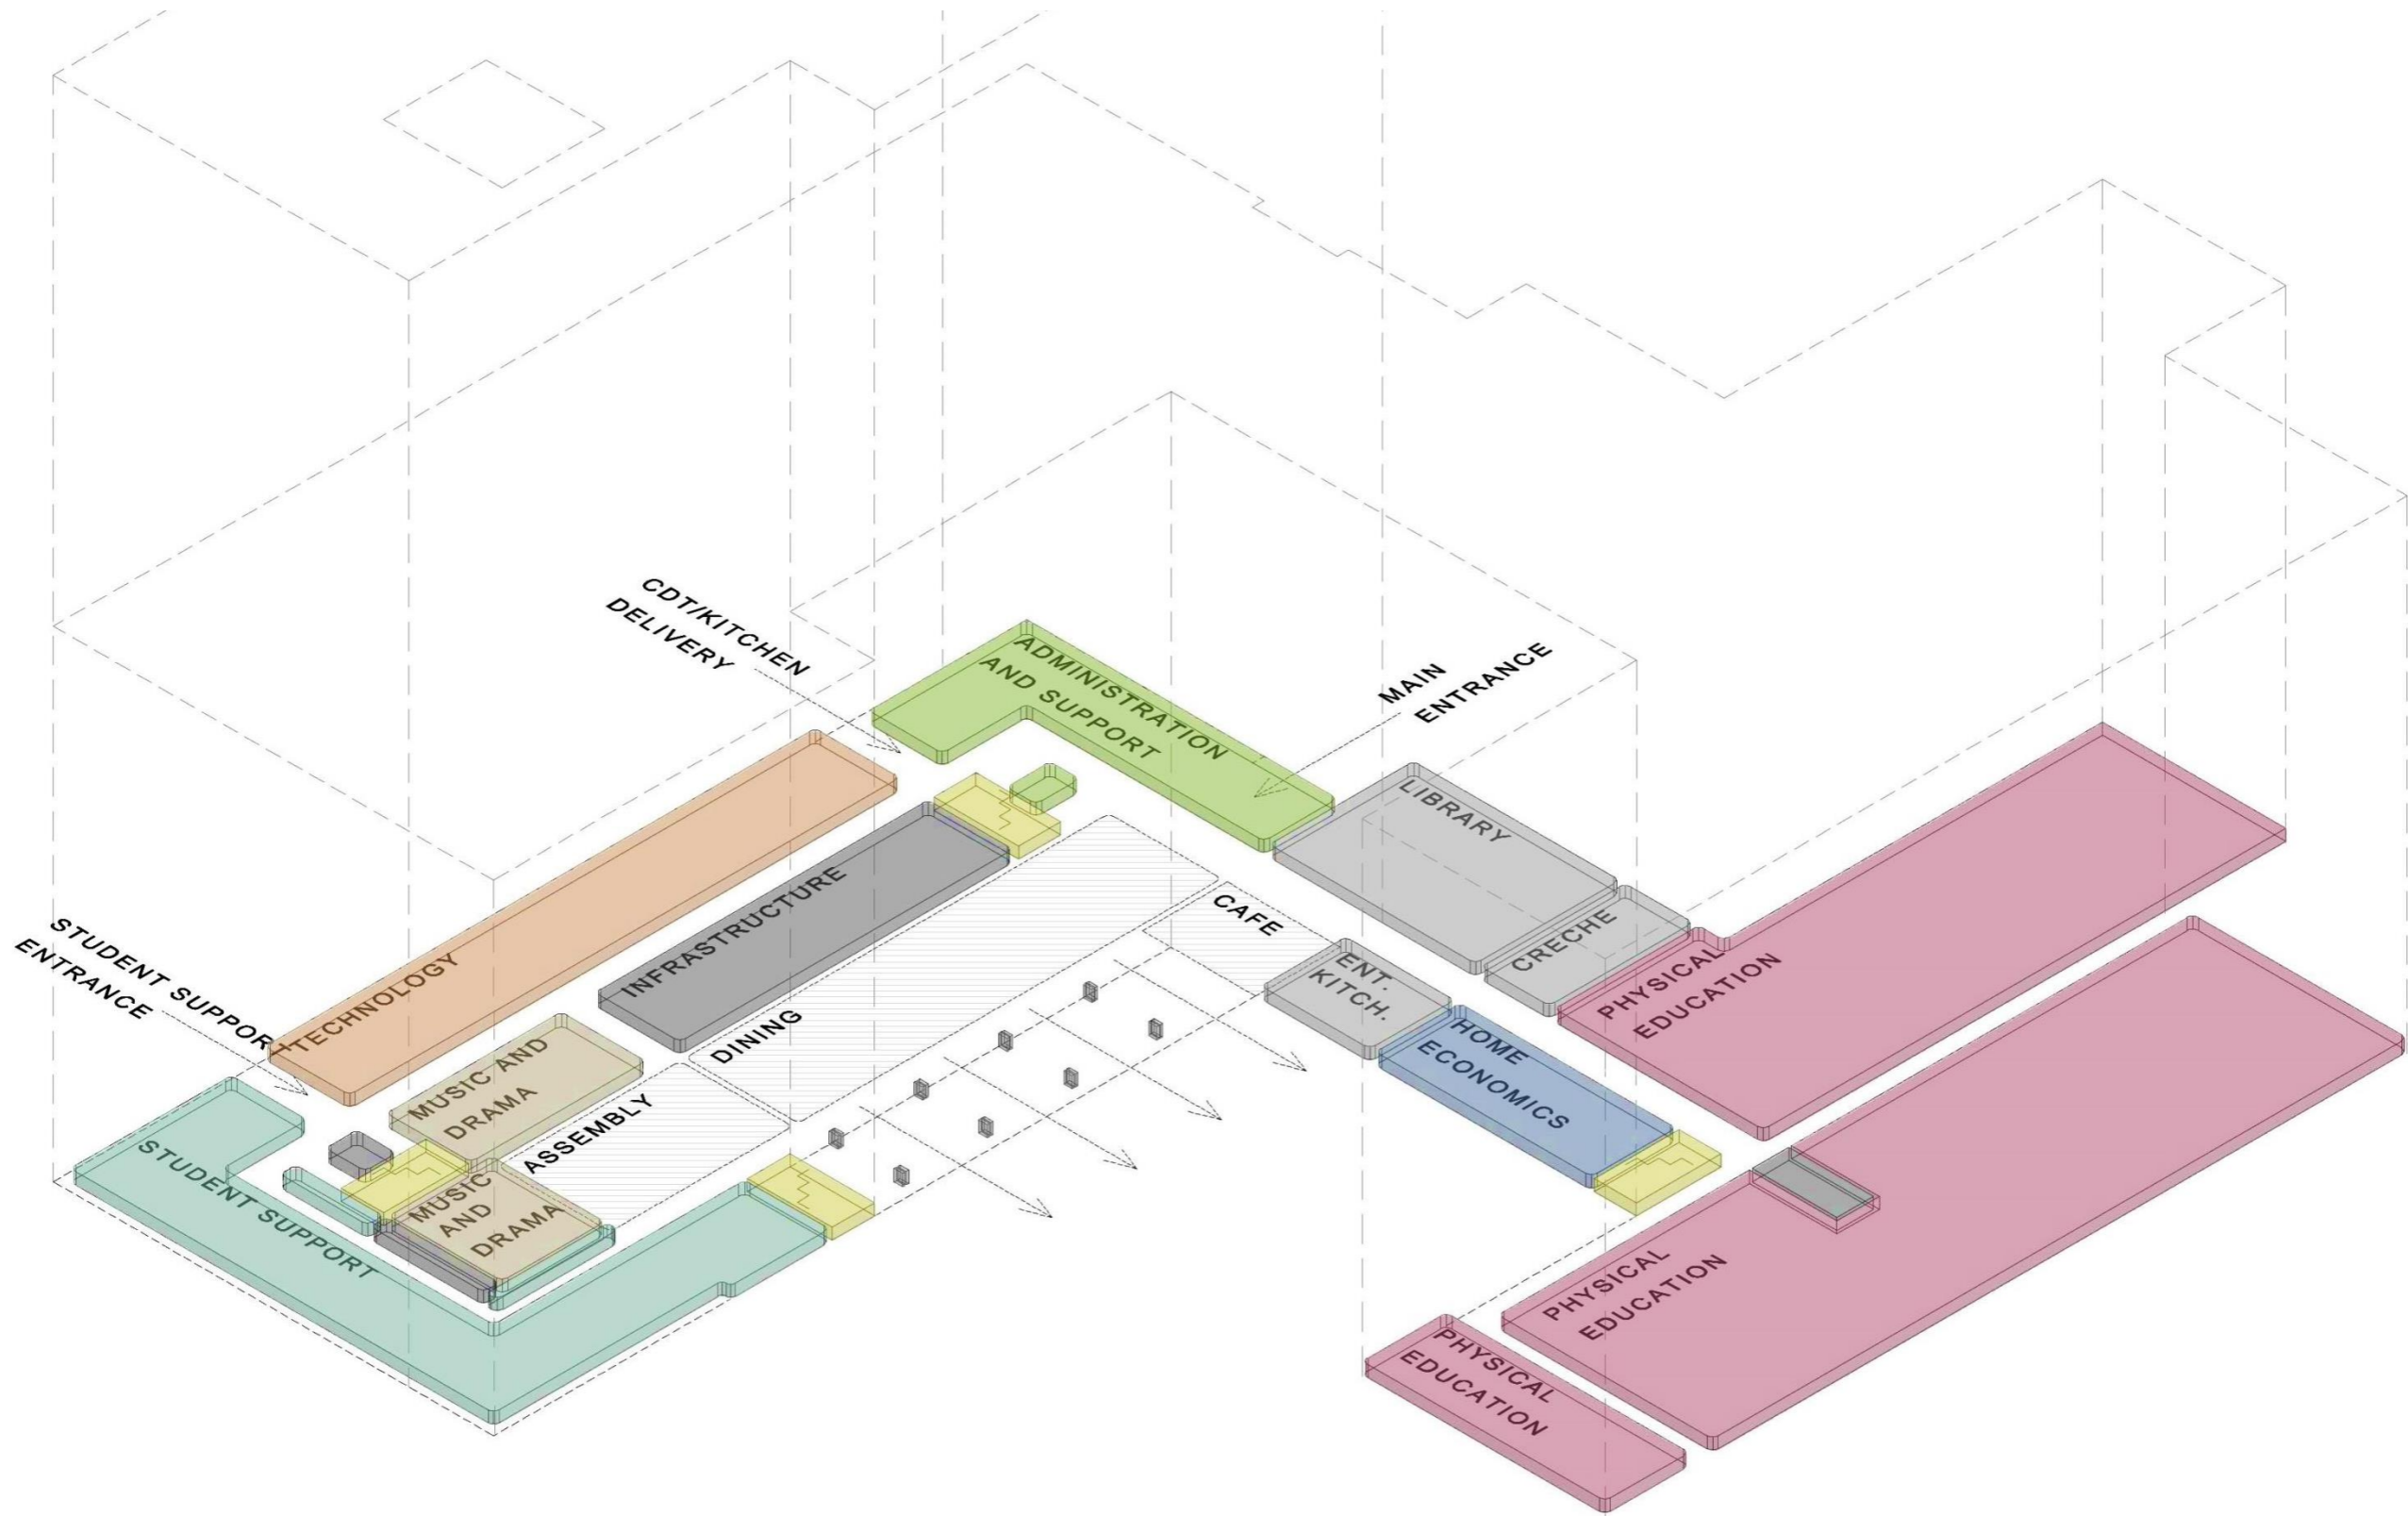 CDT/KITCHEN
DELIVERY
ADMINISTRATION
AND SUPPORT
MAIN
ENTRANCE
LIBRARY
CRECHE
PHYSICAL
EDUCATION
CAFE
ENT.
KITCH.
HOME
ECONOMICS
INFRASTRUCTURE
DINING
TECHNOLOGY
STUDENT SUPPORT
ENTRANCE
MUSIC AND
DRAMA
ASSEMBLY
MUSIC
AND
DRAMA
STUDENT SUPPORT
PHYSICAL
EDUCATION
PHYSICAL
EDUCATION